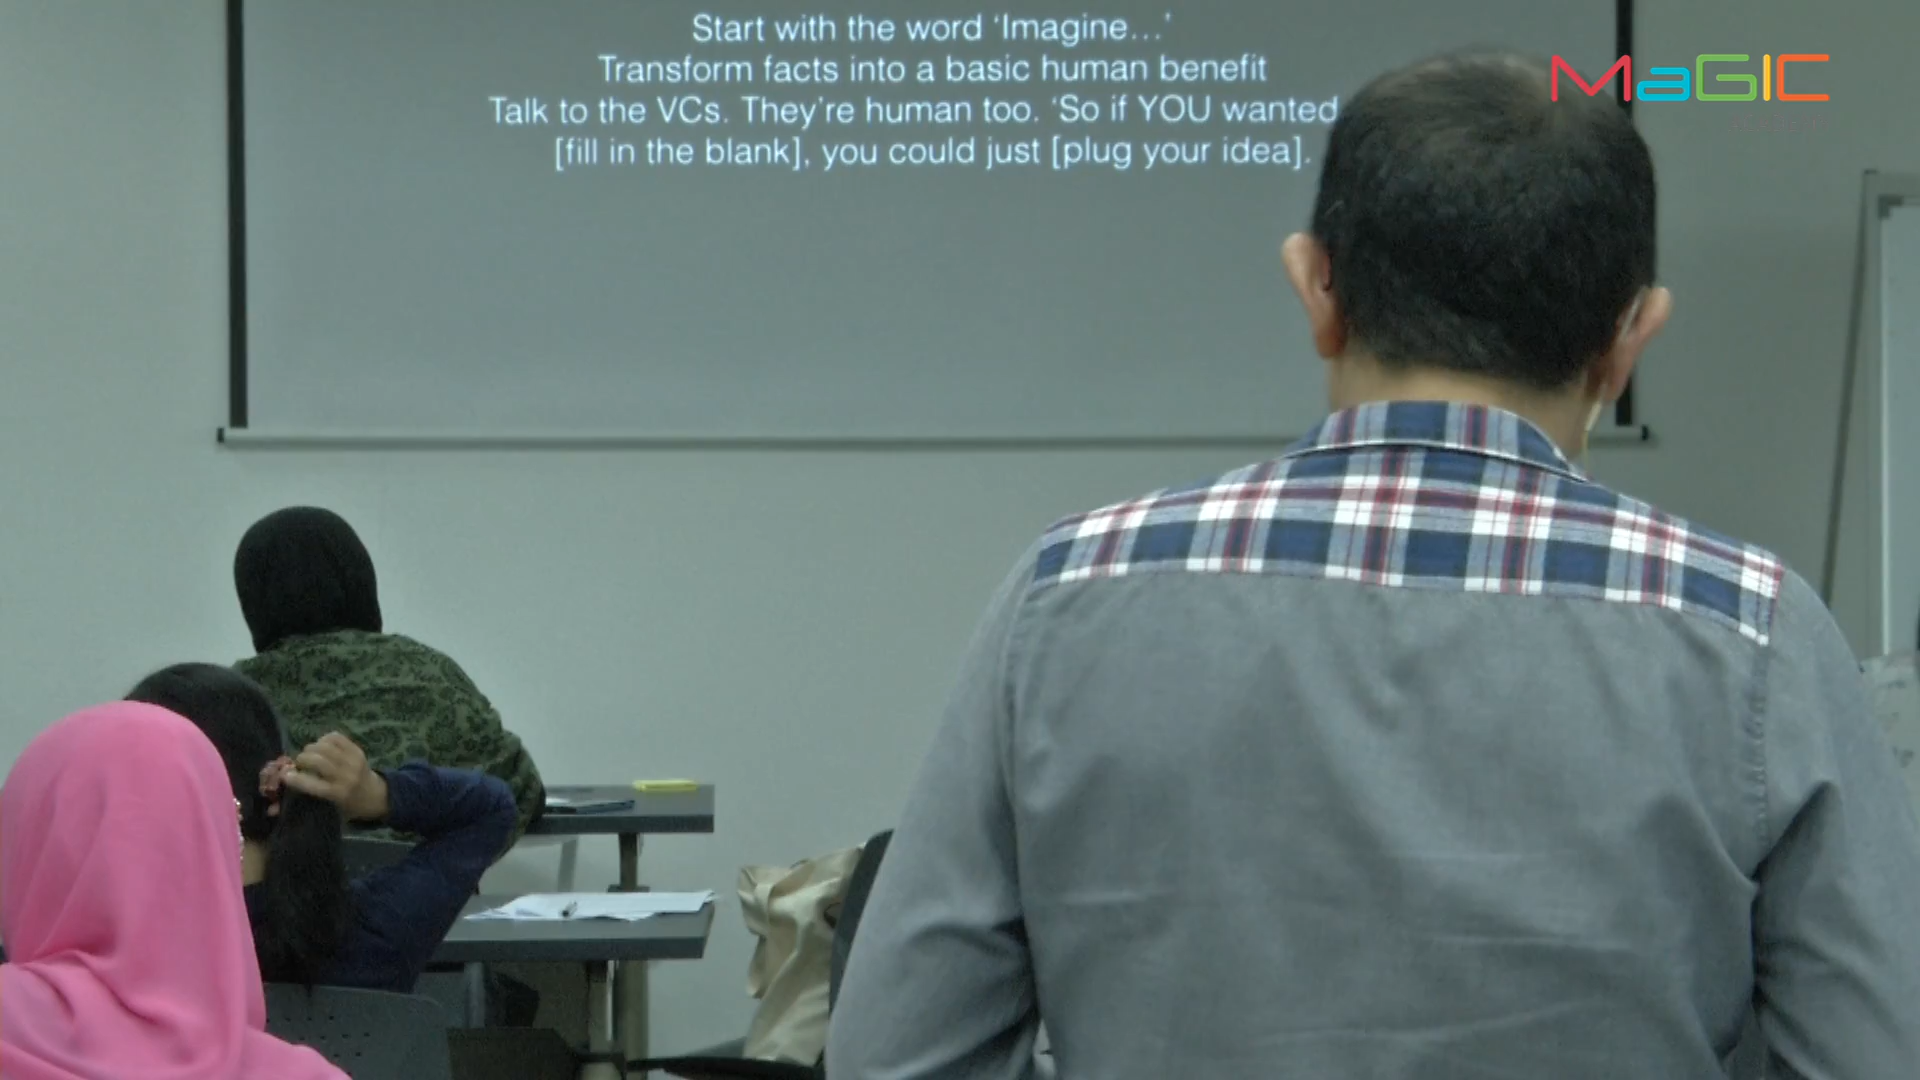 Start with the word ‘Imagine…’
Transform facts into a basic human benefit
Talk to the VCs. They’re human too. ‘So if YOU wanted
[fill in the blank], you could just [plug your idea].
MaGIC